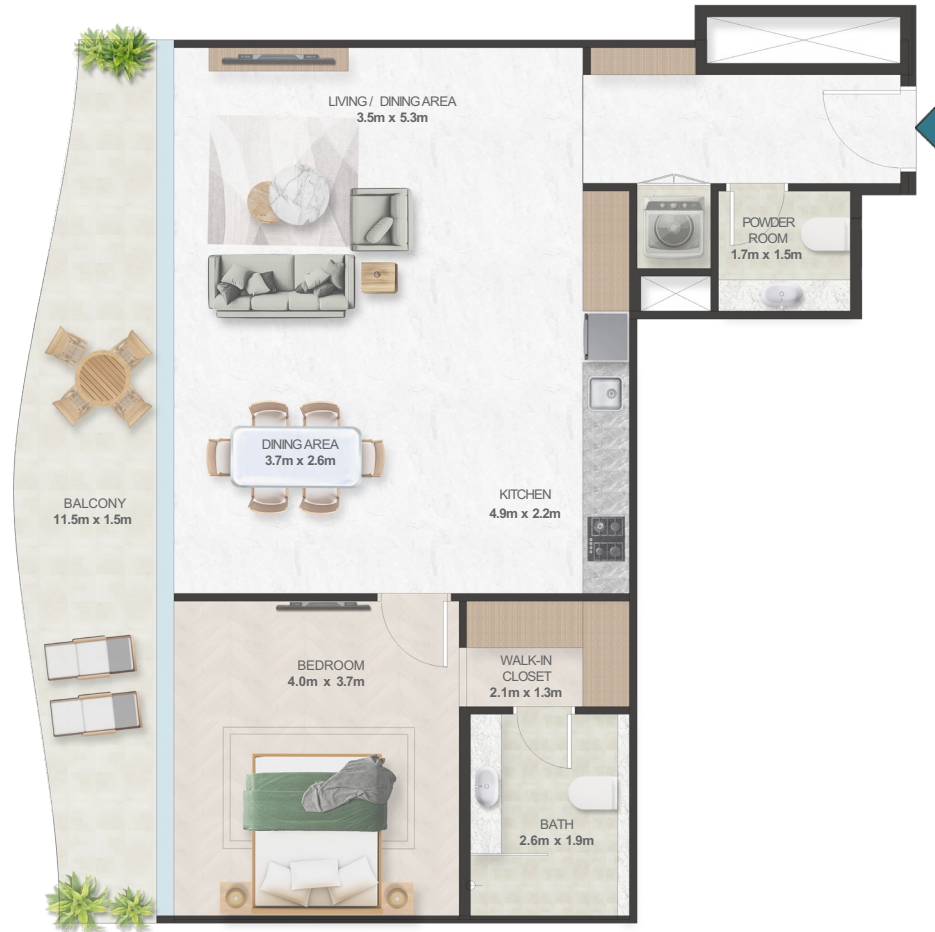 LIVING / DINING AREA
3.5m x 5.3m
POWDER
ROOM
1.7m x 1.5m
DINING AREA
3.7m x 2.6m
KITCHEN
4.9m x 2.2m
BALCONY
11.5m x 1.5m
BEDROOM
4.0m x 3.7m
WALK-IN
CLOSET
2.1m x 1.3m
BATH
2.6m x 1.9m